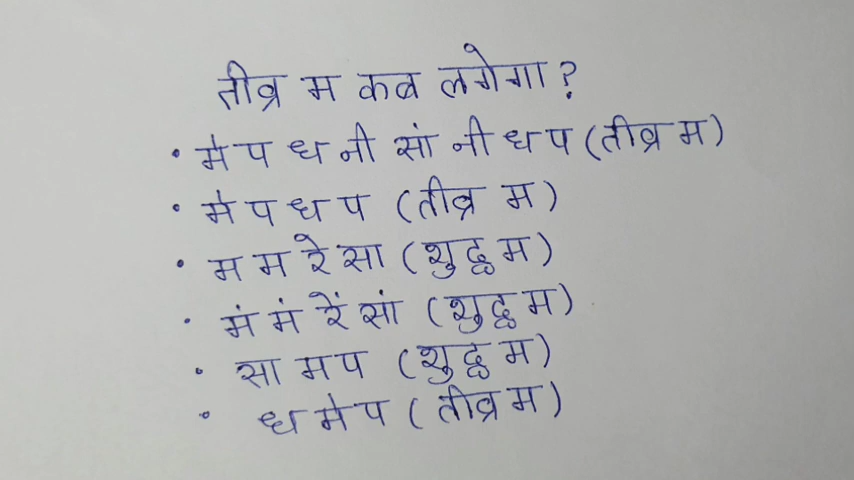 तीव्र म कब लगेगा?
• म॑ प ध नी सां नी ध प (तीव्र म)
• म॑ प ध प (तीव्र म)
• म म रे सा (शुद्ध म)
• मं मं रें सां (शुद्ध म)
• सा म प (शुद्ध म)
• ध म॑ प (तीव्र म)